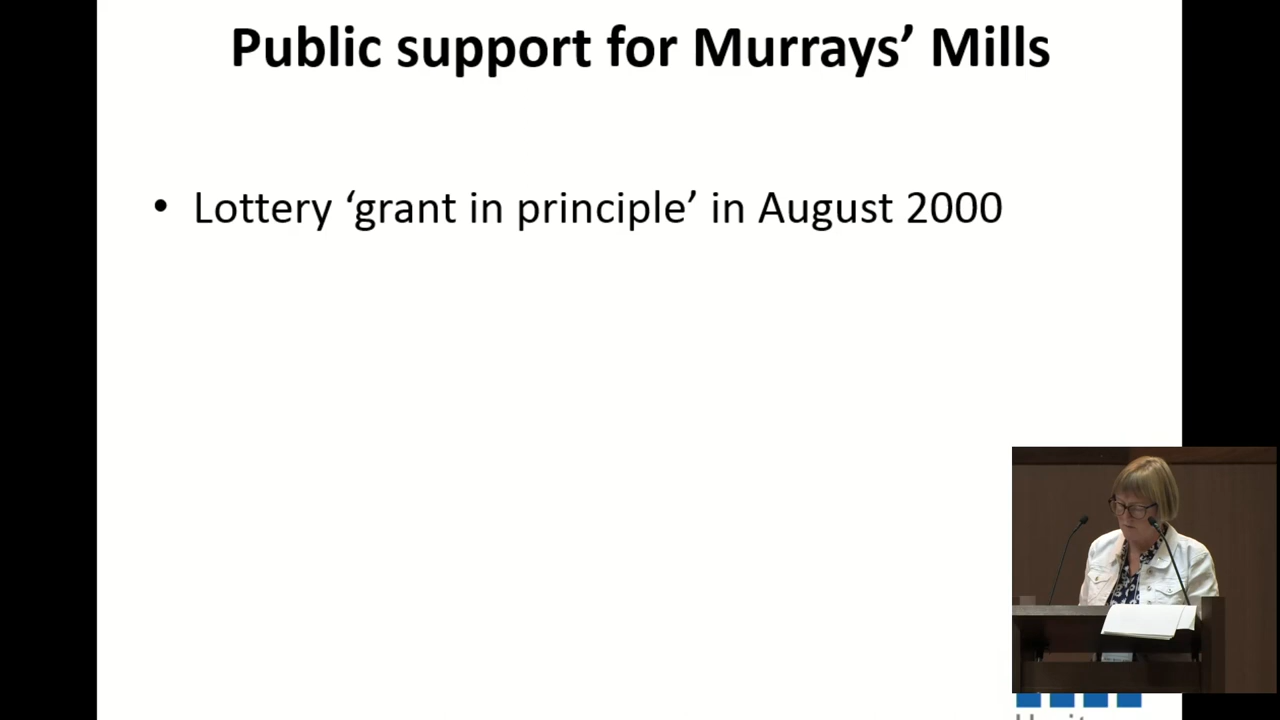 Public support for Murrays’ Mills
• Lottery ‘grant in principle’ in August 2000